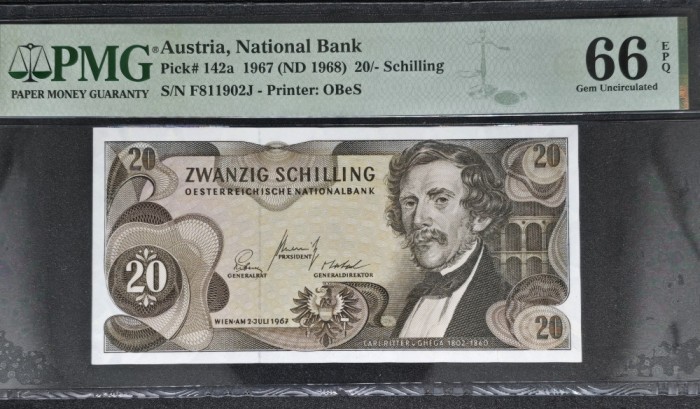 PMG®
PAPER MONEY GUARANTY
Austria, National Bank
Pick# 142a 1967 (ND 1968) 20/- Schilling
S/N F811902J - Printer: OBeS
66 EPQ
Gem Uncirculated
20
20
ZWANZIG SCHILLING
OESTERREICHISCHE NATIONALBANK
PRÄSIDENT
GENERALRAT
GENERALDIREKTOR
20
WIEN·AM 2·JULI 1967
20
CARL RITTER v. GHEGA 1802-1860